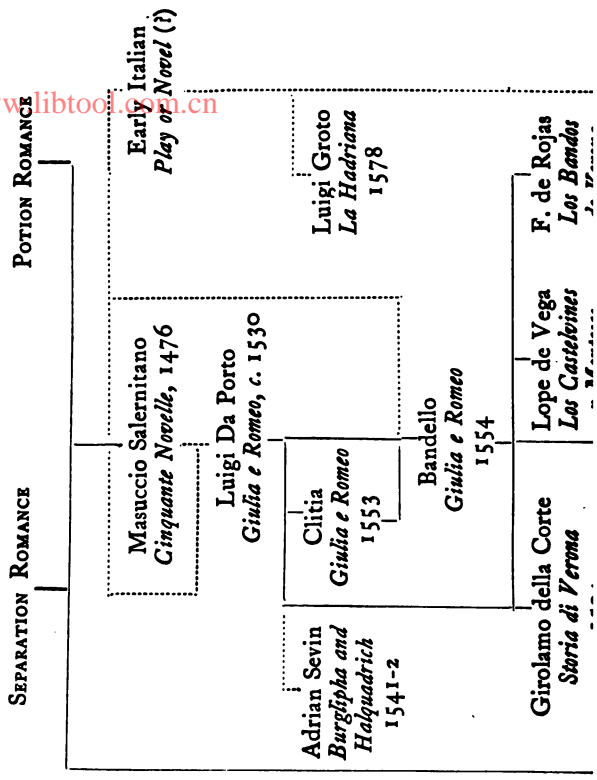 SEPARATION ROMANCE
POTION ROMANCE
Masuccio Salernitano
Cinquante Novelle, 1476
Early Italian
Play or Novel (?)
Luigi Da Porto
Giulia e Romeo, c. 1530
Adrian Sevin
Burglipha and
Halquadrich
1541-2
Clitia
Giulia e Romeo
1553
Luigi Groto
La Hadriana
1578
Bandello
Giulia e Romeo
1554
Girolamo della Corte
Storia di Verona
Lope de Vega
Los Castelvines
F. de Rojas
Los Bandos
w.libtool.com.cn